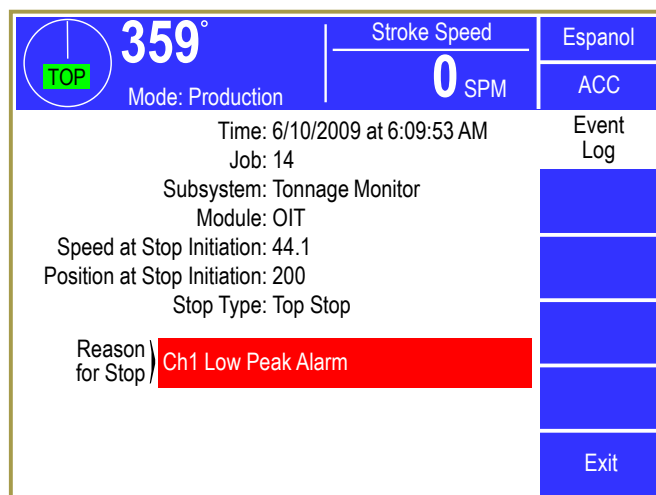 TOP
359°
Mode: Production
Stroke Speed
0 SPM
Espanol
ACC
Event
Log
Time: 6/10/2009 at 6:09:53 AM
Job: 14
Subsystem: Tonnage Monitor
Module: OIT
Speed at Stop Initiation: 44.1
Position at Stop Initiation: 200
Stop Type: Top Stop
Reason
for Stop
Ch1 Low Peak Alarm
Exit